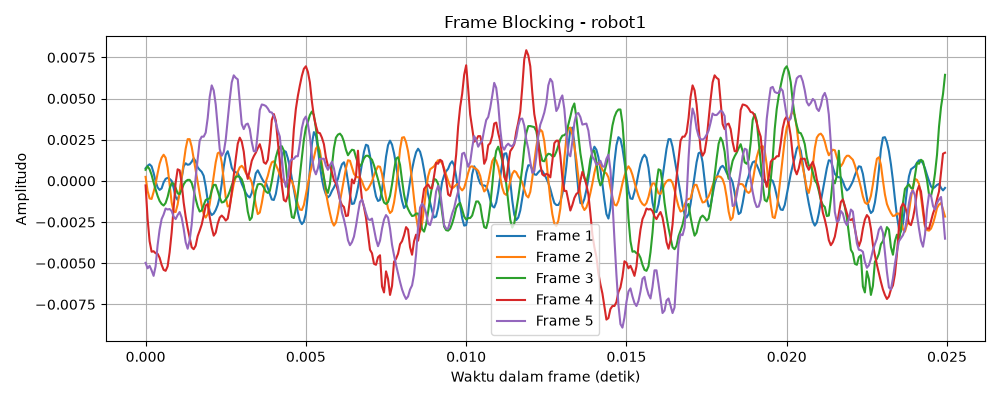 Frame Blocking - robot1
Amplitudo
0.0075
0.0050
0.0025
0.0000
−0.0025
−0.0050
−0.0075
Frame 1
Frame 2
Frame 3
Frame 4
Frame 5
0.000 0.005 0.010 0.015 0.020 0.025
Waktu dalam frame (detik)